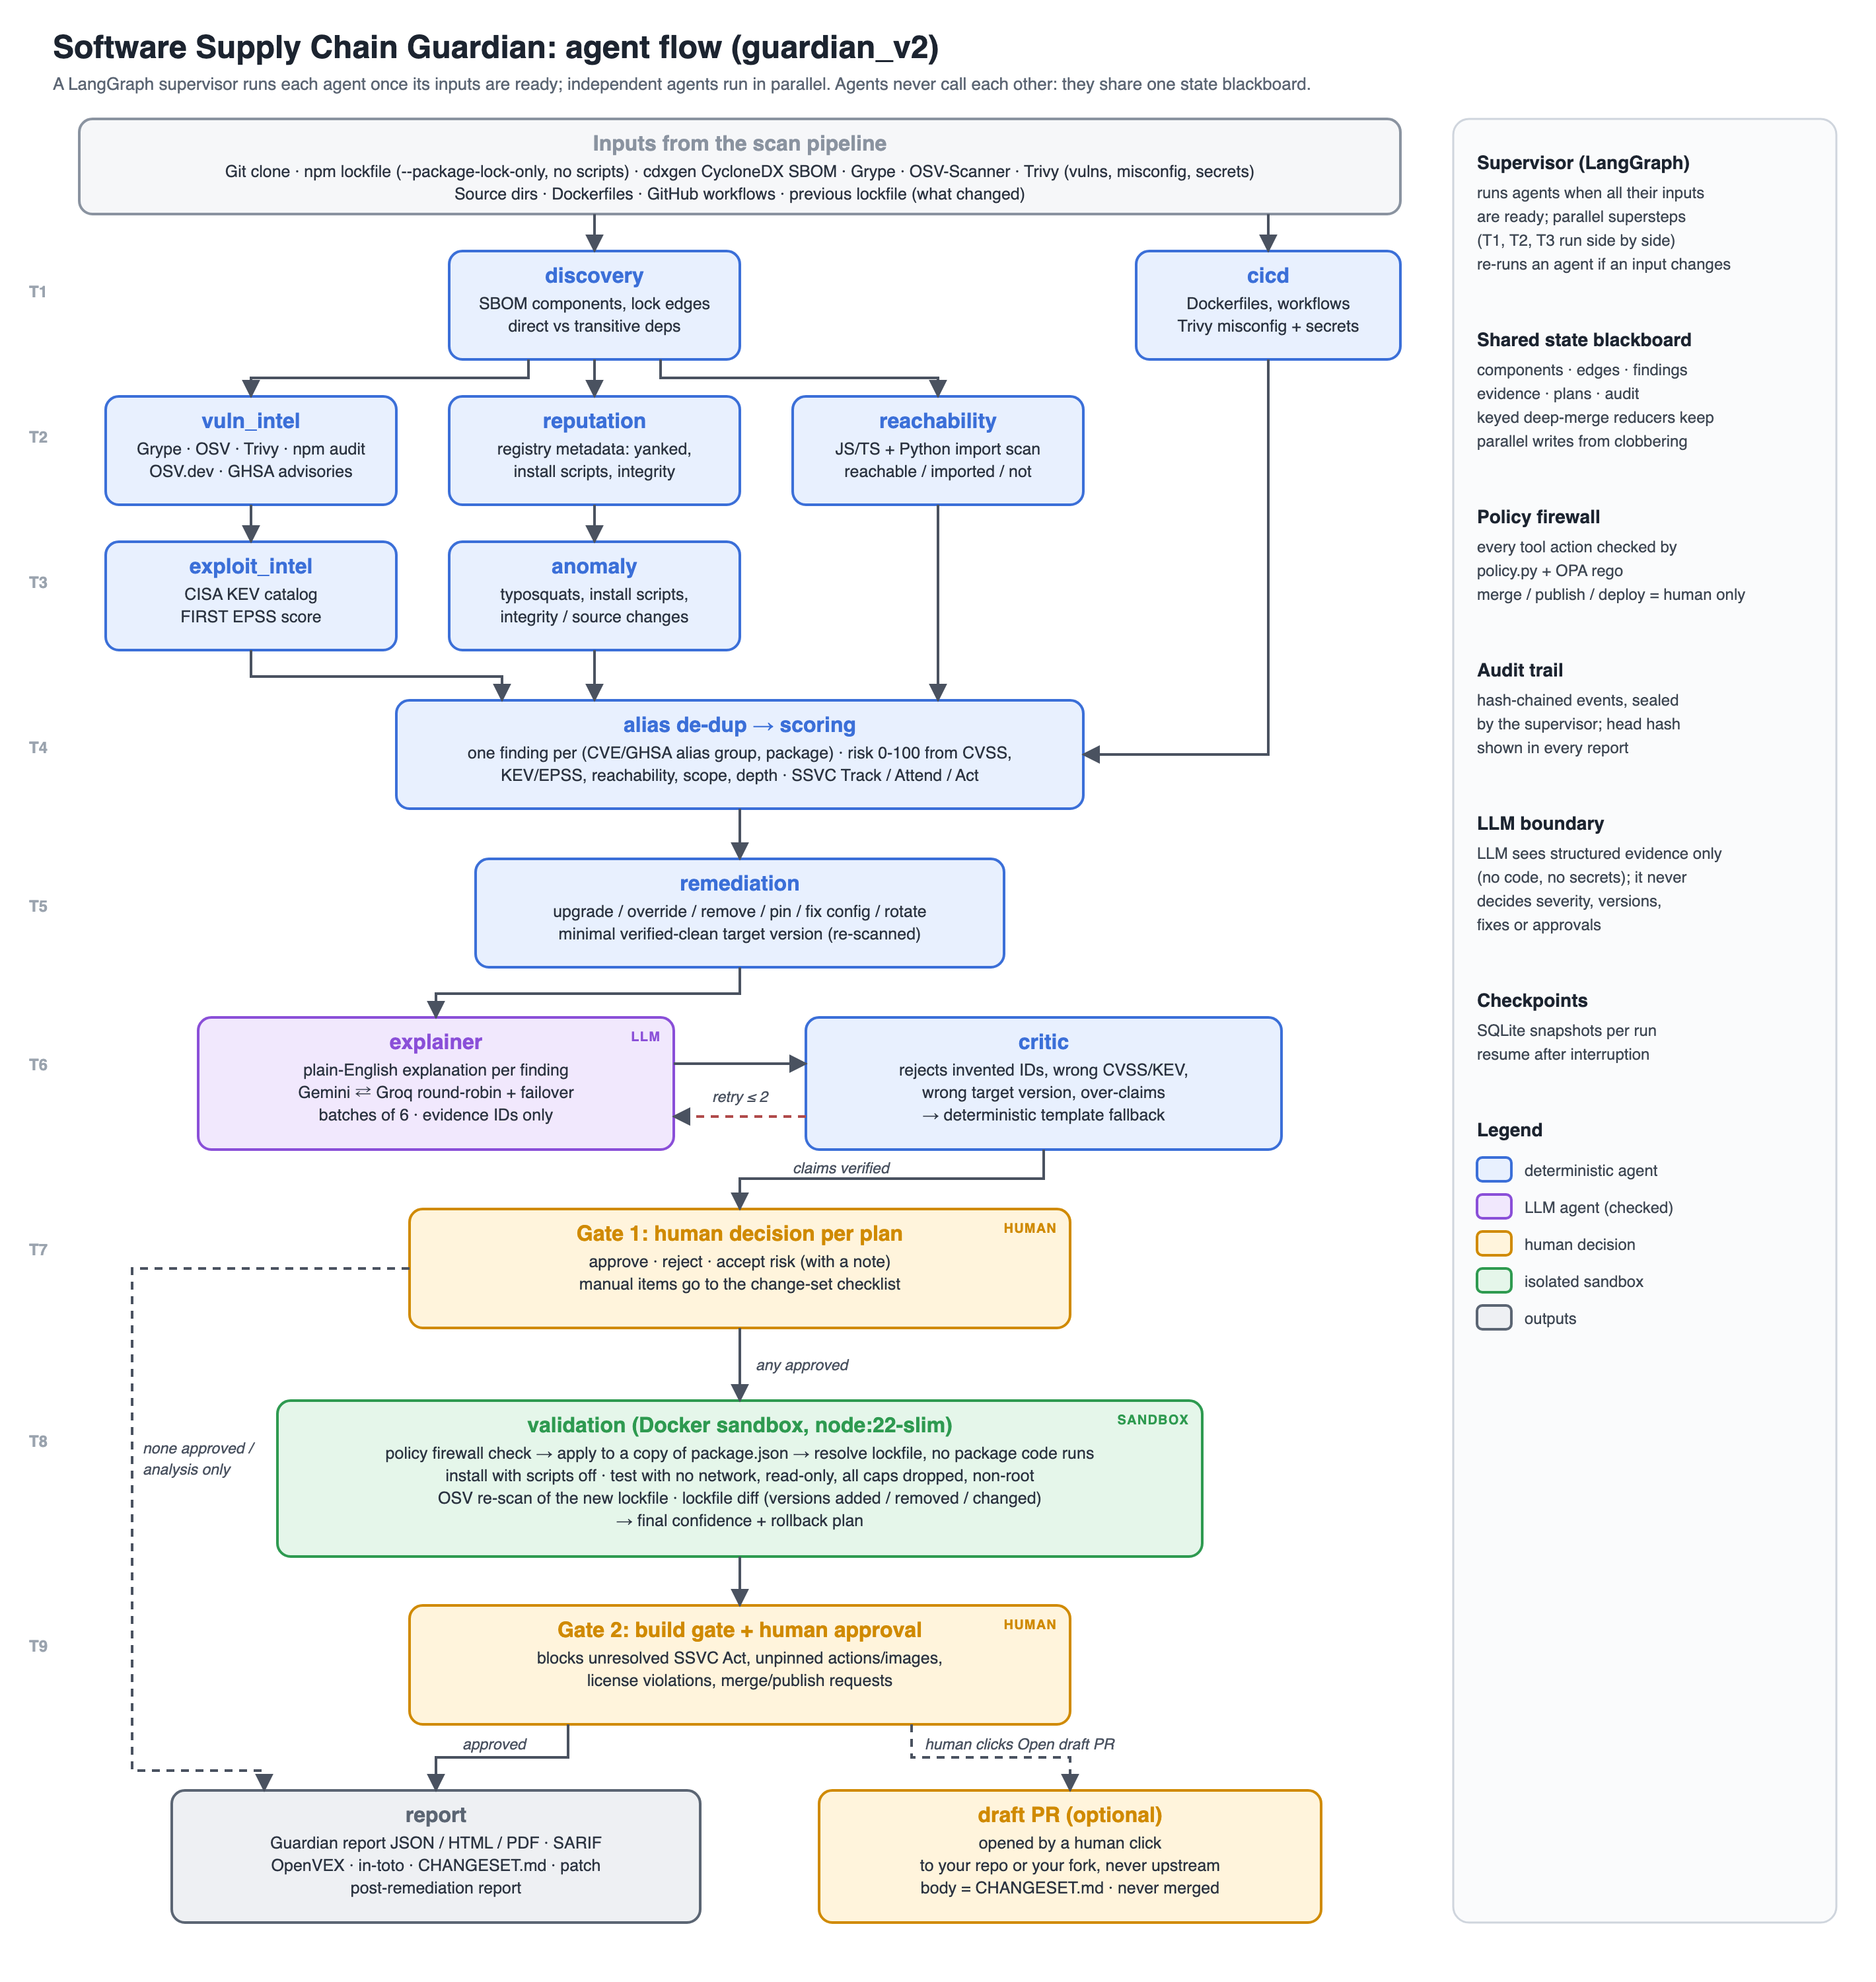 Software Supply Chain Guardian: agent flow (guardian_v2)
A LangGraph supervisor runs each agent once its inputs are ready; independent agents run in parallel. Agents never call each other: they share one state blackboard.
Inputs from the scan pipeline
Git clone · npm lockfile (--package-lock-only, no scripts) · cdxgen CycloneDX SBOM · Grype · OSV-Scanner · Trivy (vulns, misconfig, secrets)
Source dirs · Dockerfiles · GitHub workflows · previous lockfile (what changed)
T1
discovery
SBOM components, lock edges
direct vs transitive deps
cicd
Dockerfiles, workflows
Trivy misconfig + secrets
T2
vuln_intel
Grype · OSV · Trivy · npm audit
OSV.dev · GHSA advisories
reputation
registry metadata: yanked,
install scripts, integrity
reachability
JS/TS + Python import scan
reachable / imported / not
T3
exploit_intel
CISA KEV catalog
FIRST EPSS score
anomaly
typosquats, install scripts,
integrity / source changes
T4
alias de-dup → scoring
one finding per (CVE/GHSA alias group, package) · risk 0-100 from CVSS,
KEV/EPSS, reachability, scope, depth · SSVC Track / Attend / Act
T5
remediation
upgrade / override / remove / pin / fix config / rotate
minimal verified-clean target version (re-scanned)
T6
explainer
LLM
plain-English explanation per finding
Gemini ⇄ Groq round-robin + failover
batches of 6 · evidence IDs only
retry ≤ 2
critic
rejects invented IDs, wrong CVSS/KEV,
wrong target version, over-claims
→ deterministic template fallback
claims verified
T7
Gate 1: human decision per plan
HUMAN
approve · reject · accept risk (with a note)
manual items go to the change-set checklist
any approved
T8
none approved /
analysis only
validation (Docker sandbox, node:22-slim)
SANDBOX
policy firewall check → apply to a copy of package.json → resolve lockfile, no package code runs
install with scripts off · test with no network, read-only, all caps dropped, non-root
OSV re-scan of the new lockfile · lockfile diff (versions added / removed / changed)
→ final confidence + rollback plan
T9
Gate 2: build gate + human approval
HUMAN
blocks unresolved SSVC Act, unpinned actions/images,
license violations, merge/publish requests
approved
human clicks Open draft PR
report
Guardian report JSON / HTML / PDF · SARIF
OpenVEX · in-toto · CHANGESET.md · patch
post-remediation report
draft PR (optional)
opened by a human click
to your repo or your fork, never upstream
body = CHANGESET.md · never merged
Supervisor (LangGraph)
runs agents when all their inputs
are ready; parallel supersteps
(T1, T2, T3 run side by side)
re-runs an agent if an input changes
Shared state blackboard
components · edges · findings
evidence · plans · audit
keyed deep-merge reducers keep
parallel writes from clobbering
Policy firewall
every tool action checked by
policy.py + OPA rego
merge / publish / deploy = human only
Audit trail
hash-chained events, sealed
by the supervisor; head hash
shown in every report
LLM boundary
LLM sees structured evidence only
(no code, no secrets); it never
decides severity, versions,
fixes or approvals
Checkpoints
SQLite snapshots per run
resume after interruption
Legend
deterministic agent
LLM agent (checked)
human decision
isolated sandbox
outputs